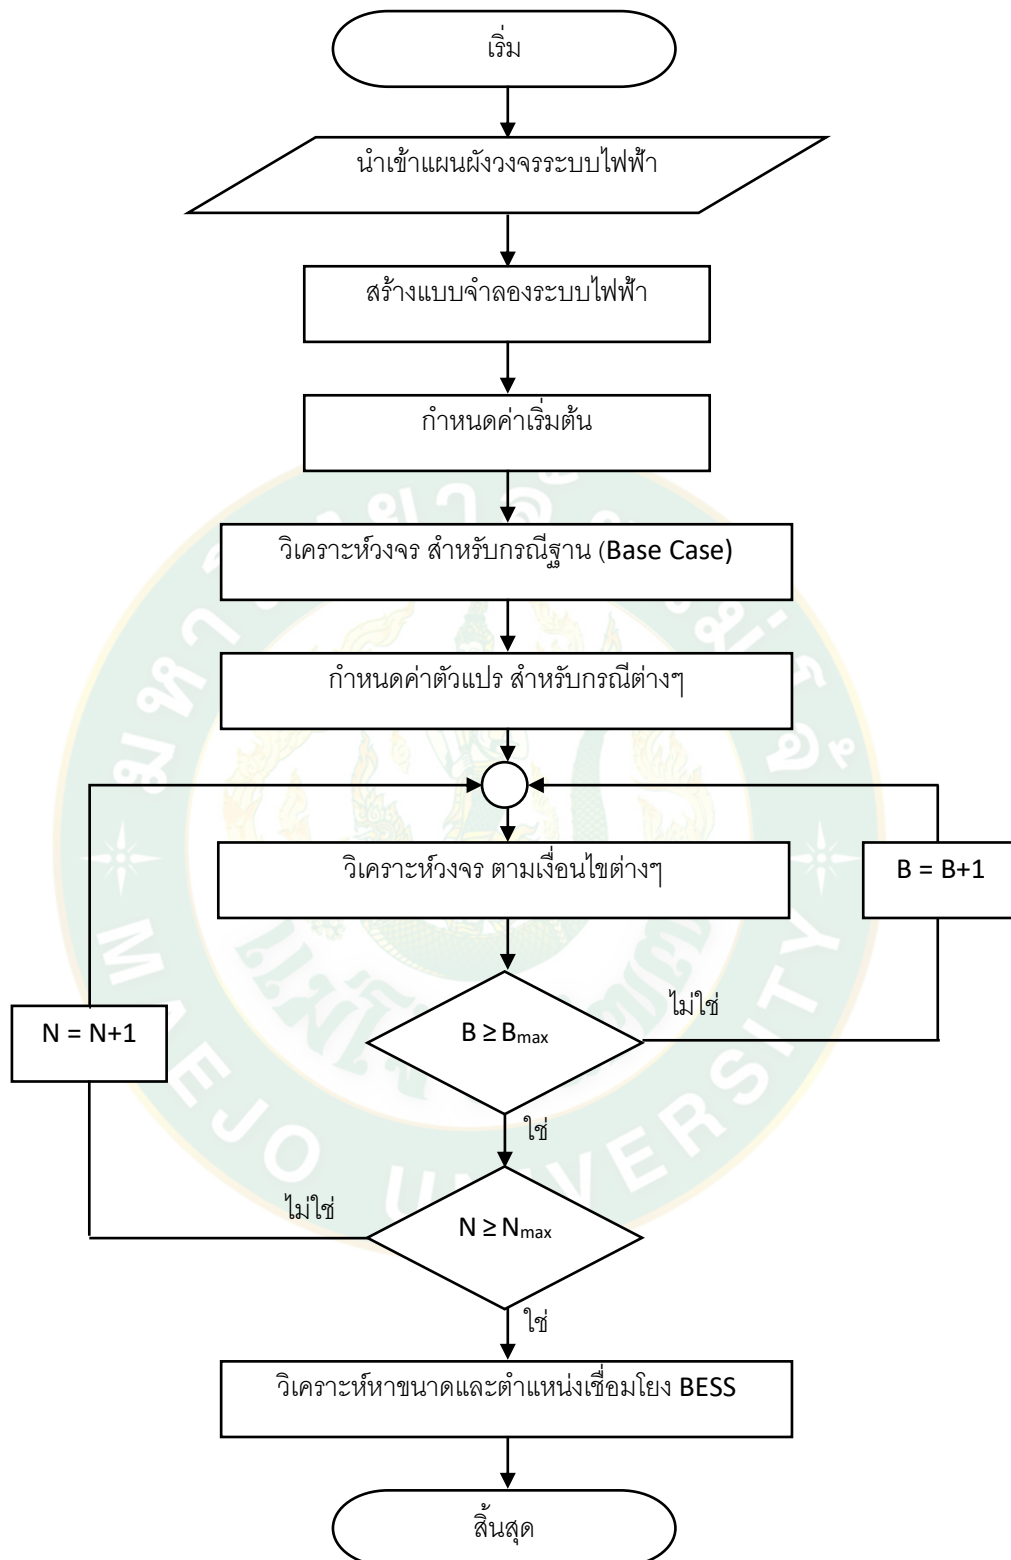 เริ่ม
นำเข้าแผนผังวงจรระบบไฟฟ้า
สร้างแบบจำลองระบบไฟฟ้า
กำหนดค่าเริ่มต้น
วิเคราะห์วงจร สำหรับกรณีฐาน (Base Case)
กำหนดค่าตัวแปร สำหรับกรณีต่างๆ
วิเคราะห์วงจร ตามเงื่อนไขต่างๆ
B = B+1
ไม่ใช่
N = N+1
B ≥ Bmax
ใช่
ไม่ใช่
N ≥ Nmax
ใช่
วิเคราะห์หาขนาดและตำแหน่งเชื่อมโยง BESS
สิ้นสุด
MAEJO UNIVERSITY